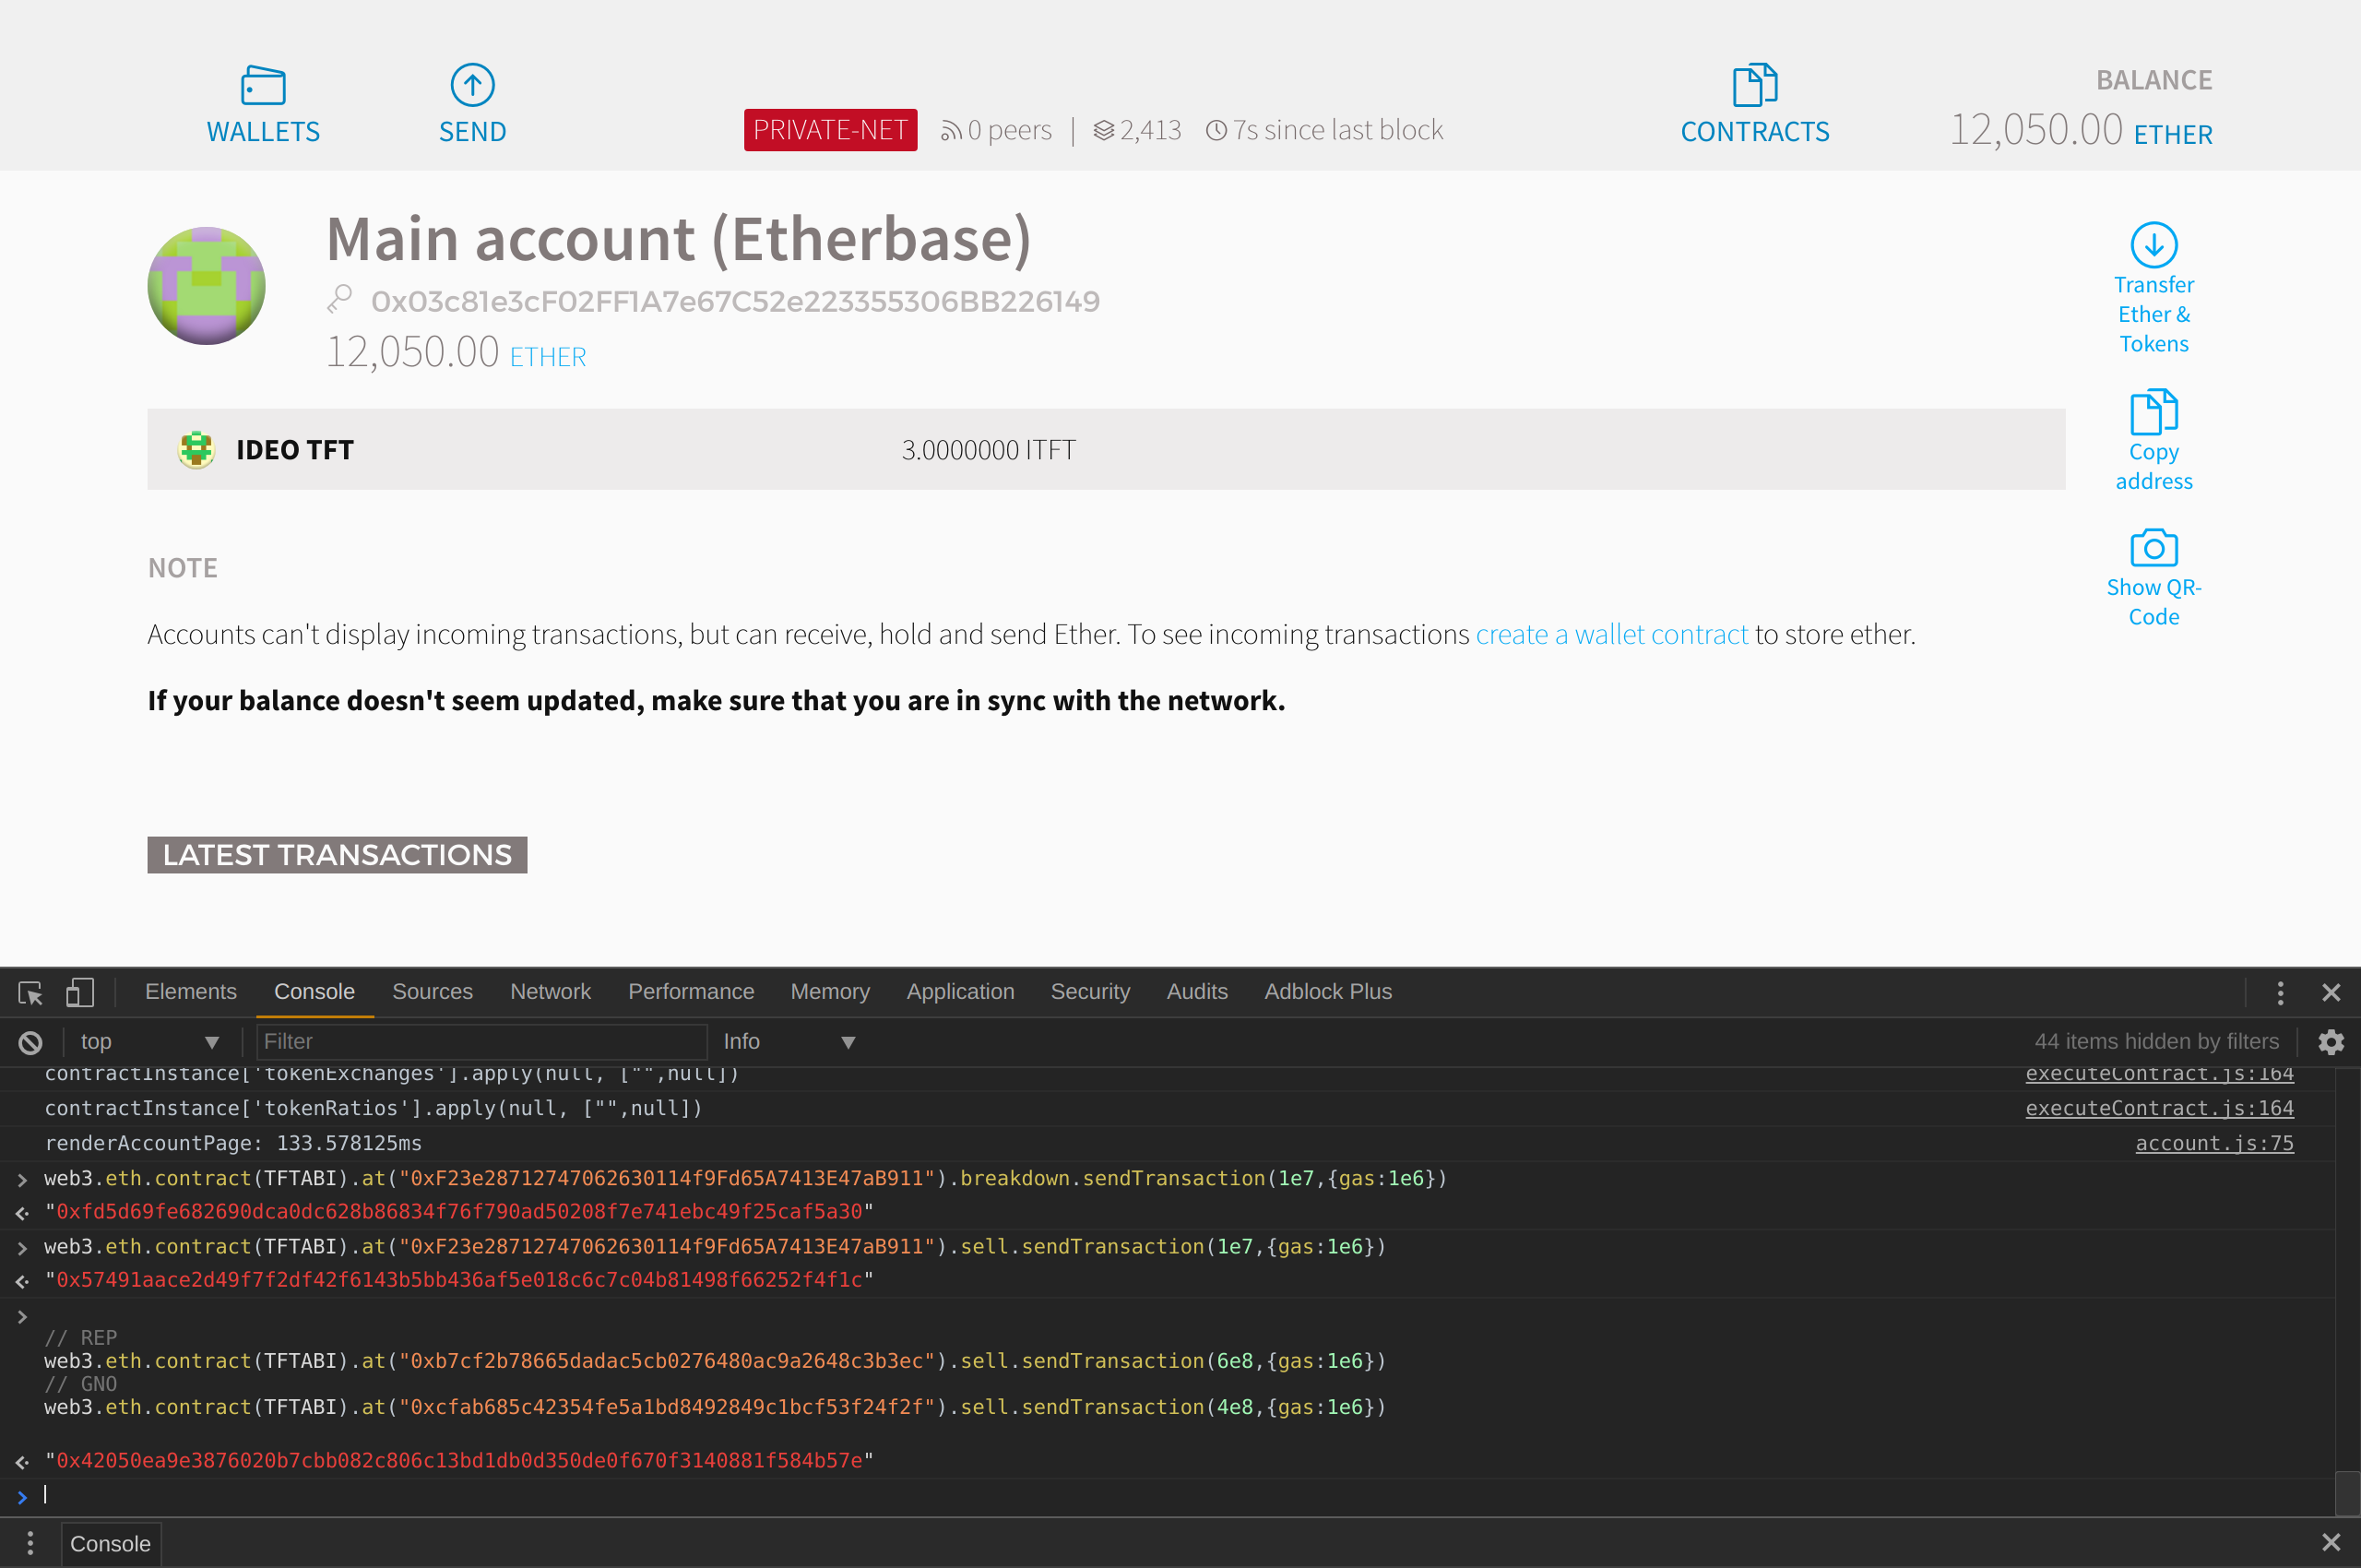 WALLETS
SEND
PRIVATE-NET 0 peers | 2,413 7s since last block
CONTRACTS
BALANCE
12,050.00 ETHER
Main account (Etherbase)
0x03c81e3cF02FF1A7e67C52e223355306BB226149
12,050.00 ETHER
IDEO TFT 3.0000000 ITFT
Transfer
Ether &
Tokens
Copy
address
Show QR-
Code
NOTE
Accounts can't display incoming transactions, but can receive, hold and send Ether. To see incoming transactions create a wallet contract to store ether.
If your balance doesn't seem updated, make sure that you are in sync with the network.
LATEST TRANSACTIONS
Elements Console Sources Network Performance Memory Application Security Audits Adblock Plus
top Filter Info 44 items hidden by filters
contractInstance['tokenExchanges'].apply(null, ["",null]) executeContract.js:164
contractInstance['tokenRatios'].apply(null, ["",null]) executeContract.js:164
renderAccountPage: 133.578125ms account.js:75
> web3.eth.contract(TFTABI).at("0xF23e28712747062630114f9Fd65A7413E47aB911").breakdown.sendTransaction(1e7,{gas:1e6})
"0xfd5d69fe682690dca0dc628b86834f76f790ad50208f7e741ebc49f25caf5a30"
> web3.eth.contract(TFTABI).at("0xF23e28712747062630114f9Fd65A7413E47aB911").sell.sendTransaction(1e7,{gas:1e6})
"0x57491aace2d49f7f2df42f6143b5bb436af5e018c6c7c04b81498f66252f4f1c"
>
// REP
web3.eth.contract(TFTABI).at("0xb7cf2b78665dadac5cb0276480ac9a2648c3b3ec").sell.sendTransaction(6e8,{gas:1e6})
// GNO
web3.eth.contract(TFTABI).at("0xcfab685c42354fe5a1bd8492849c1bcf53f24f2f").sell.sendTransaction(4e8,{gas:1e6})
"0x42050ea9e3876020b7cbb082c806c13bd1db0d350de0f670f3140881f584b57e"
>
Console